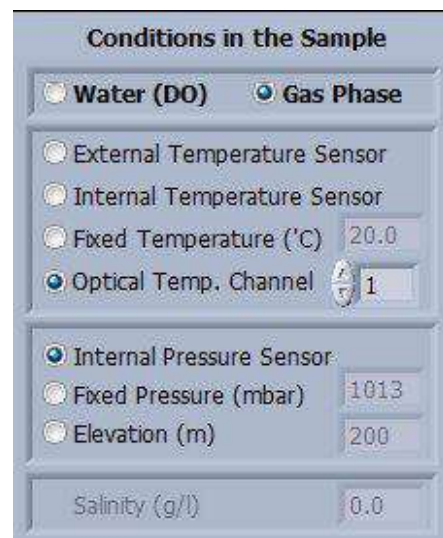 Conditions in the Sample
Water (DO) Gas Phase
External Temperature Sensor
Internal Temperature Sensor
Fixed Temperature ('C) 20.0
Optical Temp. Channel 1
Internal Pressure Sensor
Fixed Pressure (mbar) 1013
Elevation (m) 200
Salinity (g/l) 0.0